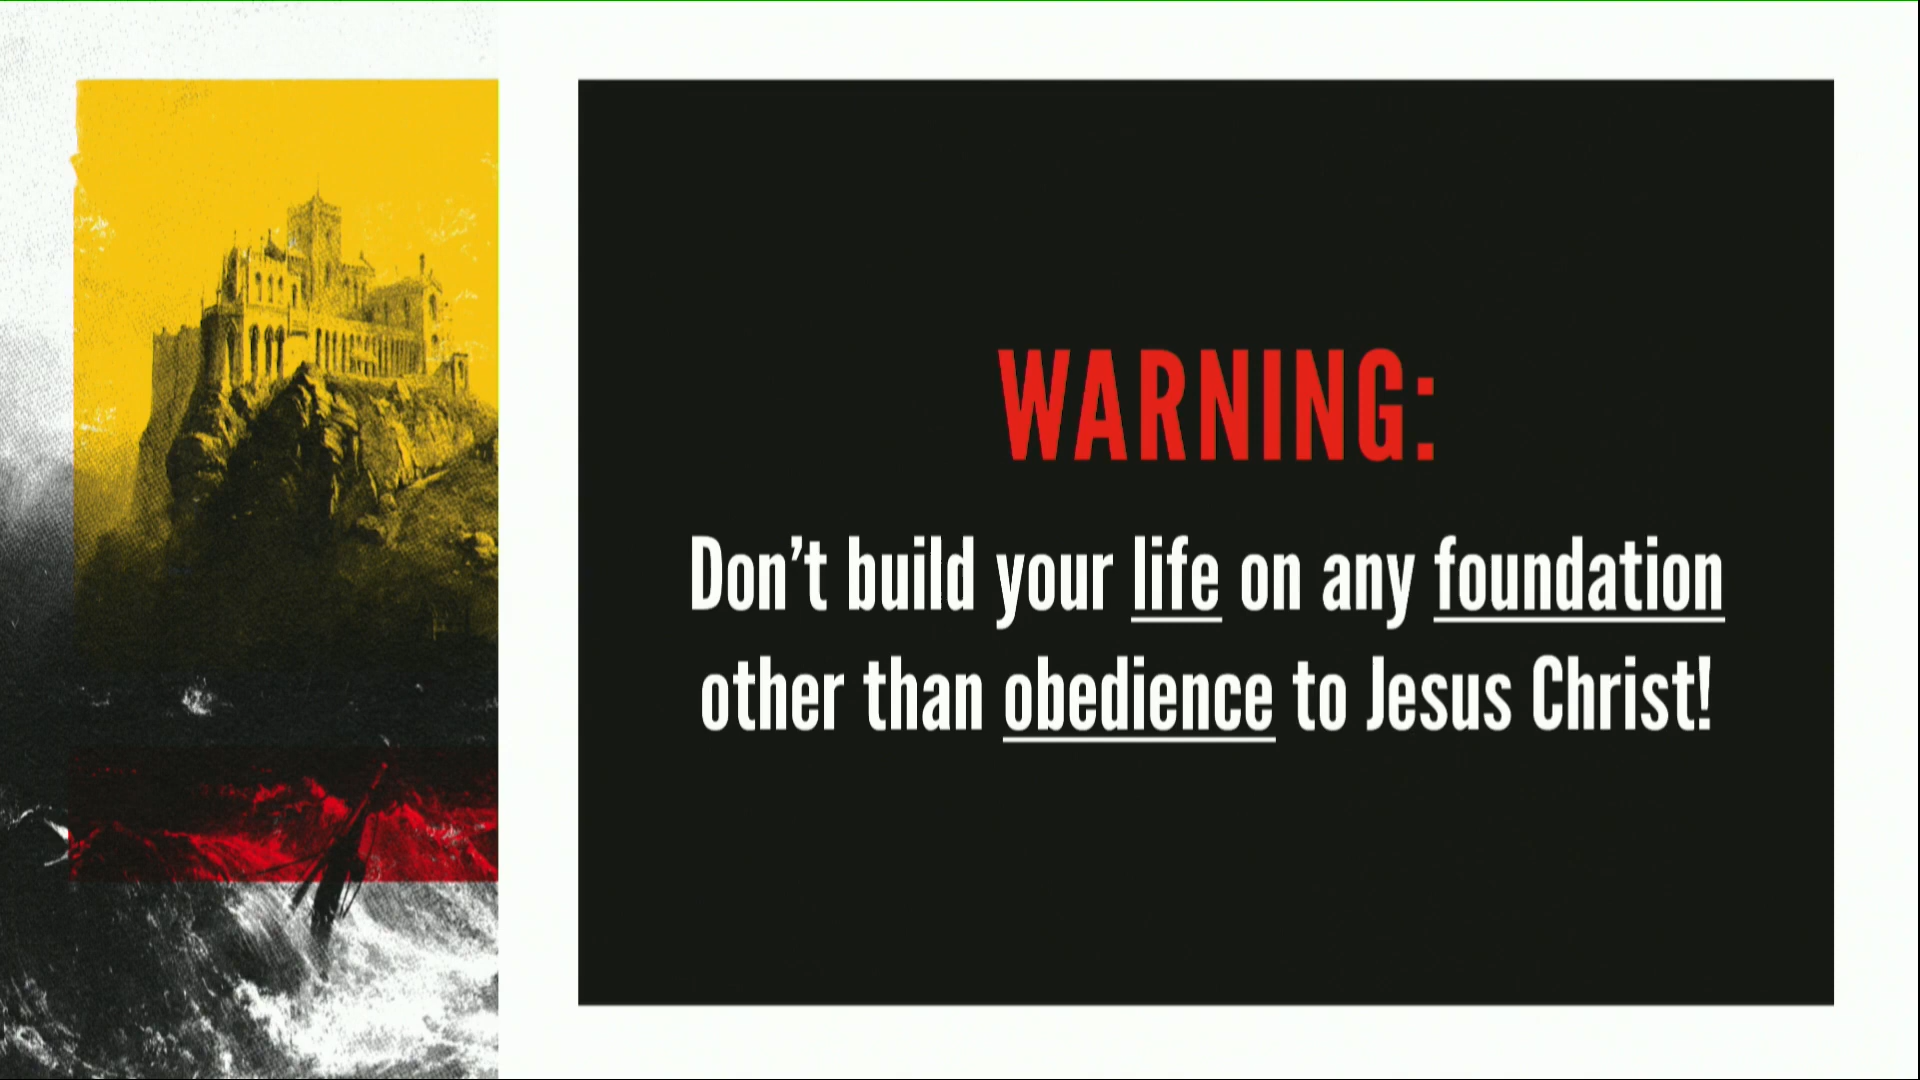 WARNING:
Don’t build your life on any foundation
other than obedience to Jesus Christ!